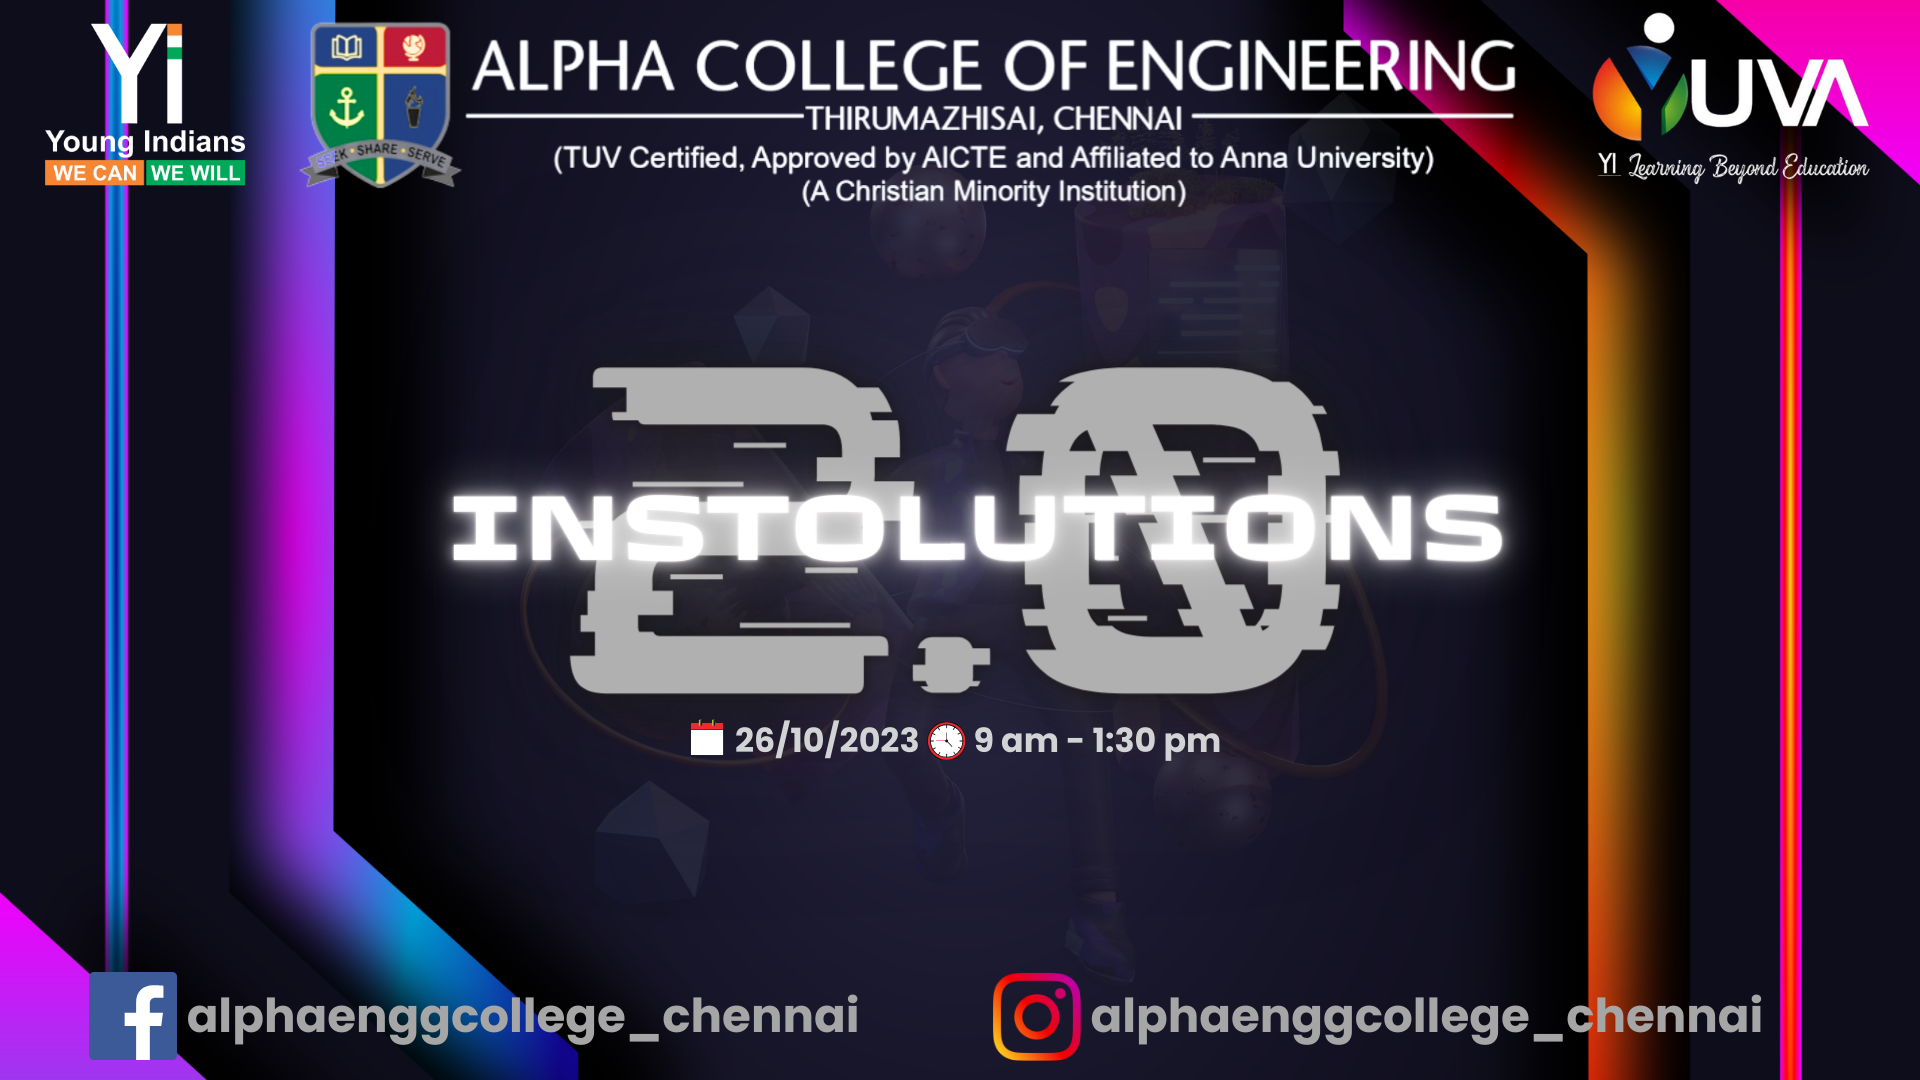 Yi
Young Indians
WE CAN WE WILL
SEEK • SHARE • SERVE
ALPHA COLLEGE OF ENGINEERING
THIRUMAZHISAI, CHENNAI
(TUV Certified, Approved by AICTE and Affiliated to Anna University)
(A Christian Minority Institution)
YUVA
YI Learning Beyond Education
2.0
INSTOLUTIONS
26/10/2023 9 am - 1:30 pm
alphaenggcollege_chennai
alphaenggcollege_chennai